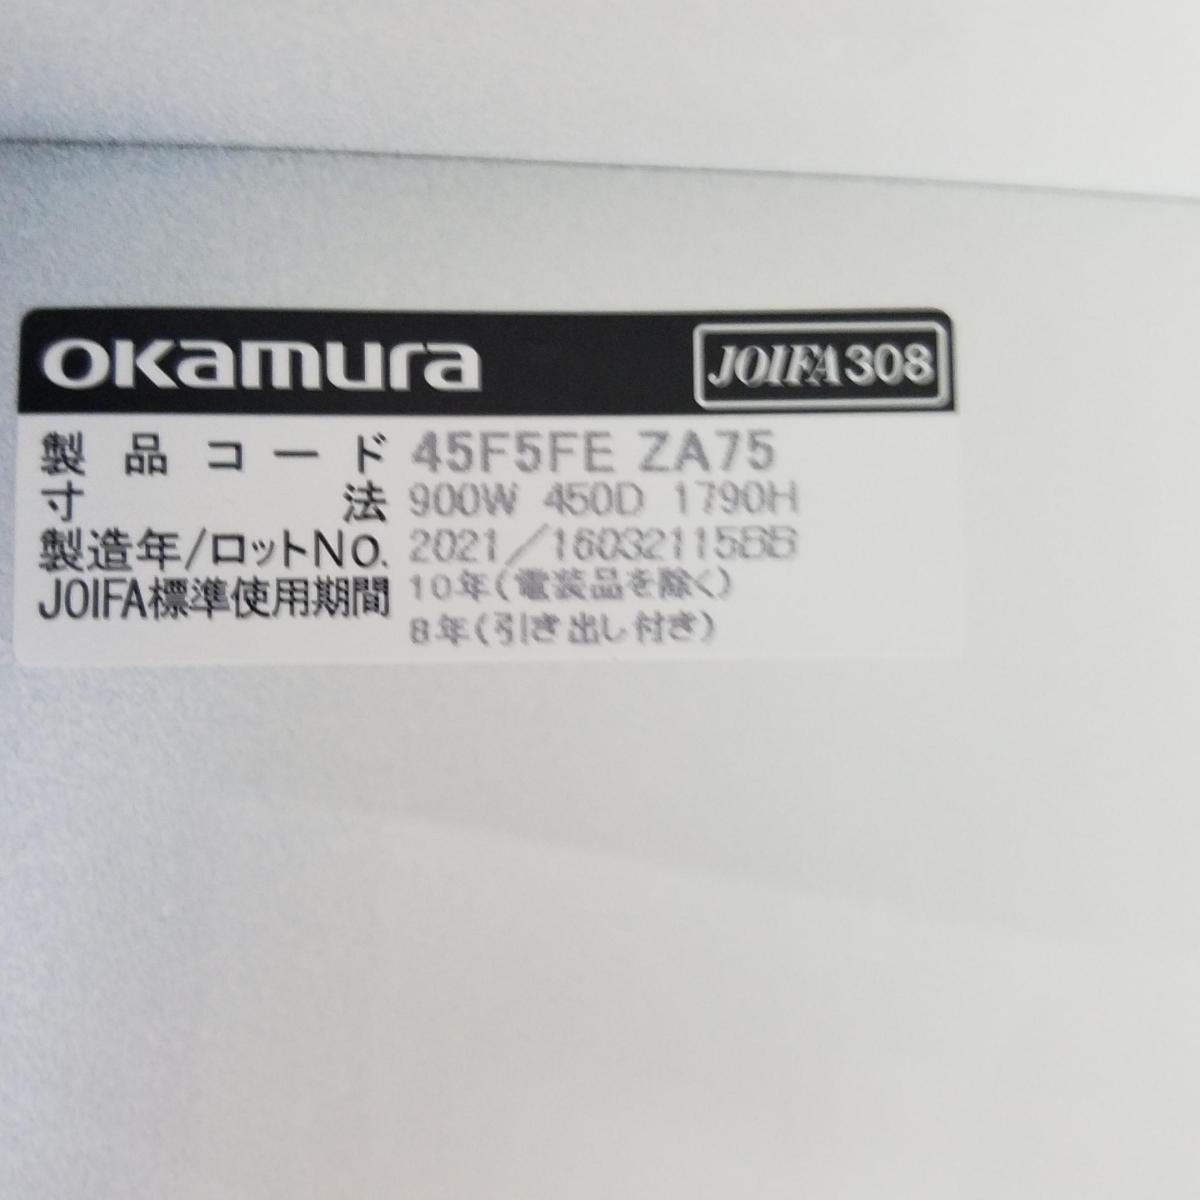 okamura JOIFA308
製品コード 45F5FE ZA75
寸法 900W 450D 1790H
製造年/ロットNo. 2021／16032115BB
JOIFA標準使用期間 10年(電装品を除く)
8年(引き出し付き)